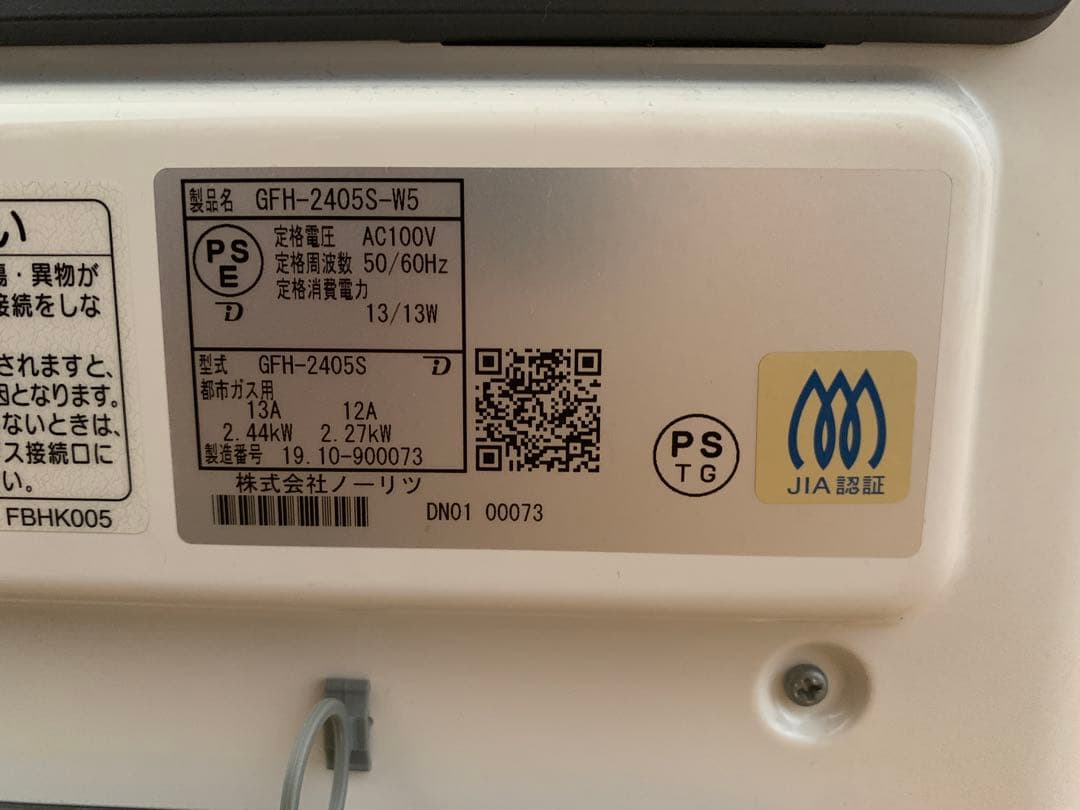 い
傷・異物が
接続をしな
されますと、
因となります。
ないときは、
ス接続口に
い。
FBHK005
製品名 GFH-2405S-W5
PS
E
定格電圧 AC100V
定格周波数 50/60Hz
定格消費電力
13/13W
型式 GFH-2405S
都市ガス用
13A 12A
2.44kW 2.27kW
製造番号 19.10-900073
株式会社ノーリツ
DN01 00073
PS
TG
JIA認証